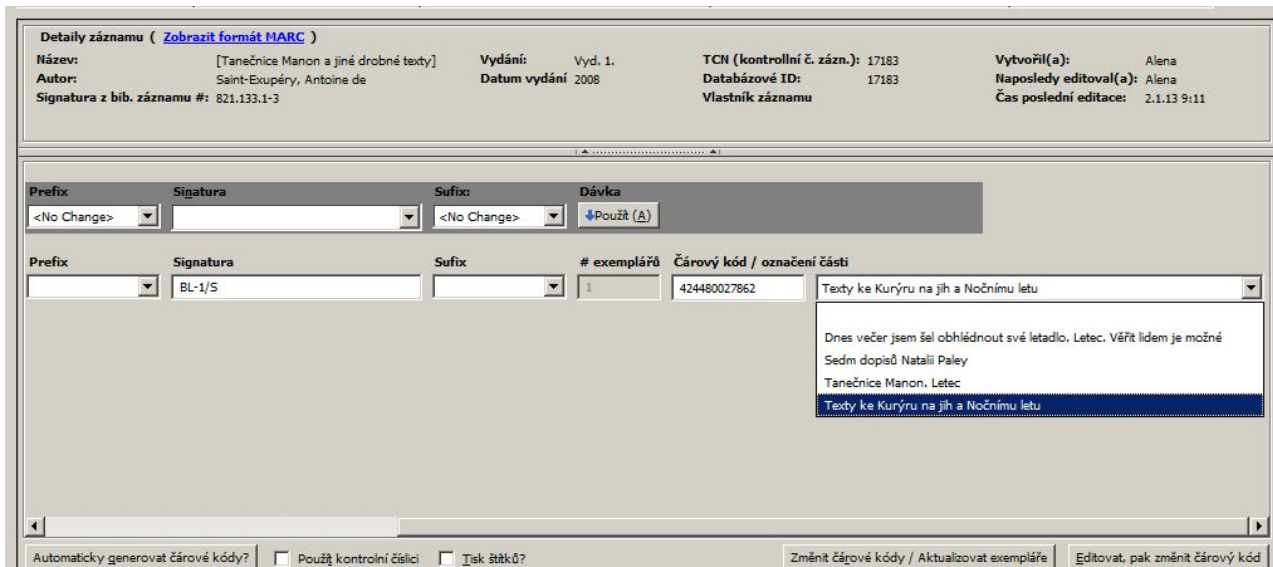 Detaily záznamu ( Zobrazit formát MARC )
Název: [Tanečnice Manon a jiné drobné texty] Vydání: Vyd. 1. TCN (kontrollní č. zázn.): 17183 Vytvořil(a): Alena
Autor: Saint-Exupéry, Antoine de Datum vydání 2008 Databázové ID: 17183 Naposledy editoval(a): Alena
Signatura z bib. záznamu #: 821.133.1-3 Vlastník záznamu Čas poslední editace: 2.1.13 9:11
Prefix Sinatura Sufix: Dávka
<No Change> <No Change> Použít (A)
Prefix Signatura Sufix # exemplářů Čárový kód / označení části
BL-1/S 1 424480027862 Texty ke Kurýru na jih a Nočnímu letu
Dnes večer jsem šel obhlédnout své letadlo. Letec. Věřit lidem je možné
Sedm dopisů Natalii Paley
Tanečnice Manon. Letec
Texty ke Kurýru na jih a Nočnímu letu
Automaticky generovat čárové kódy? Použít kontrolní číslici Tisk štítků? Změnit čárové kódy / Aktualizovat exempláře Editovat, pak změnit čárový kód